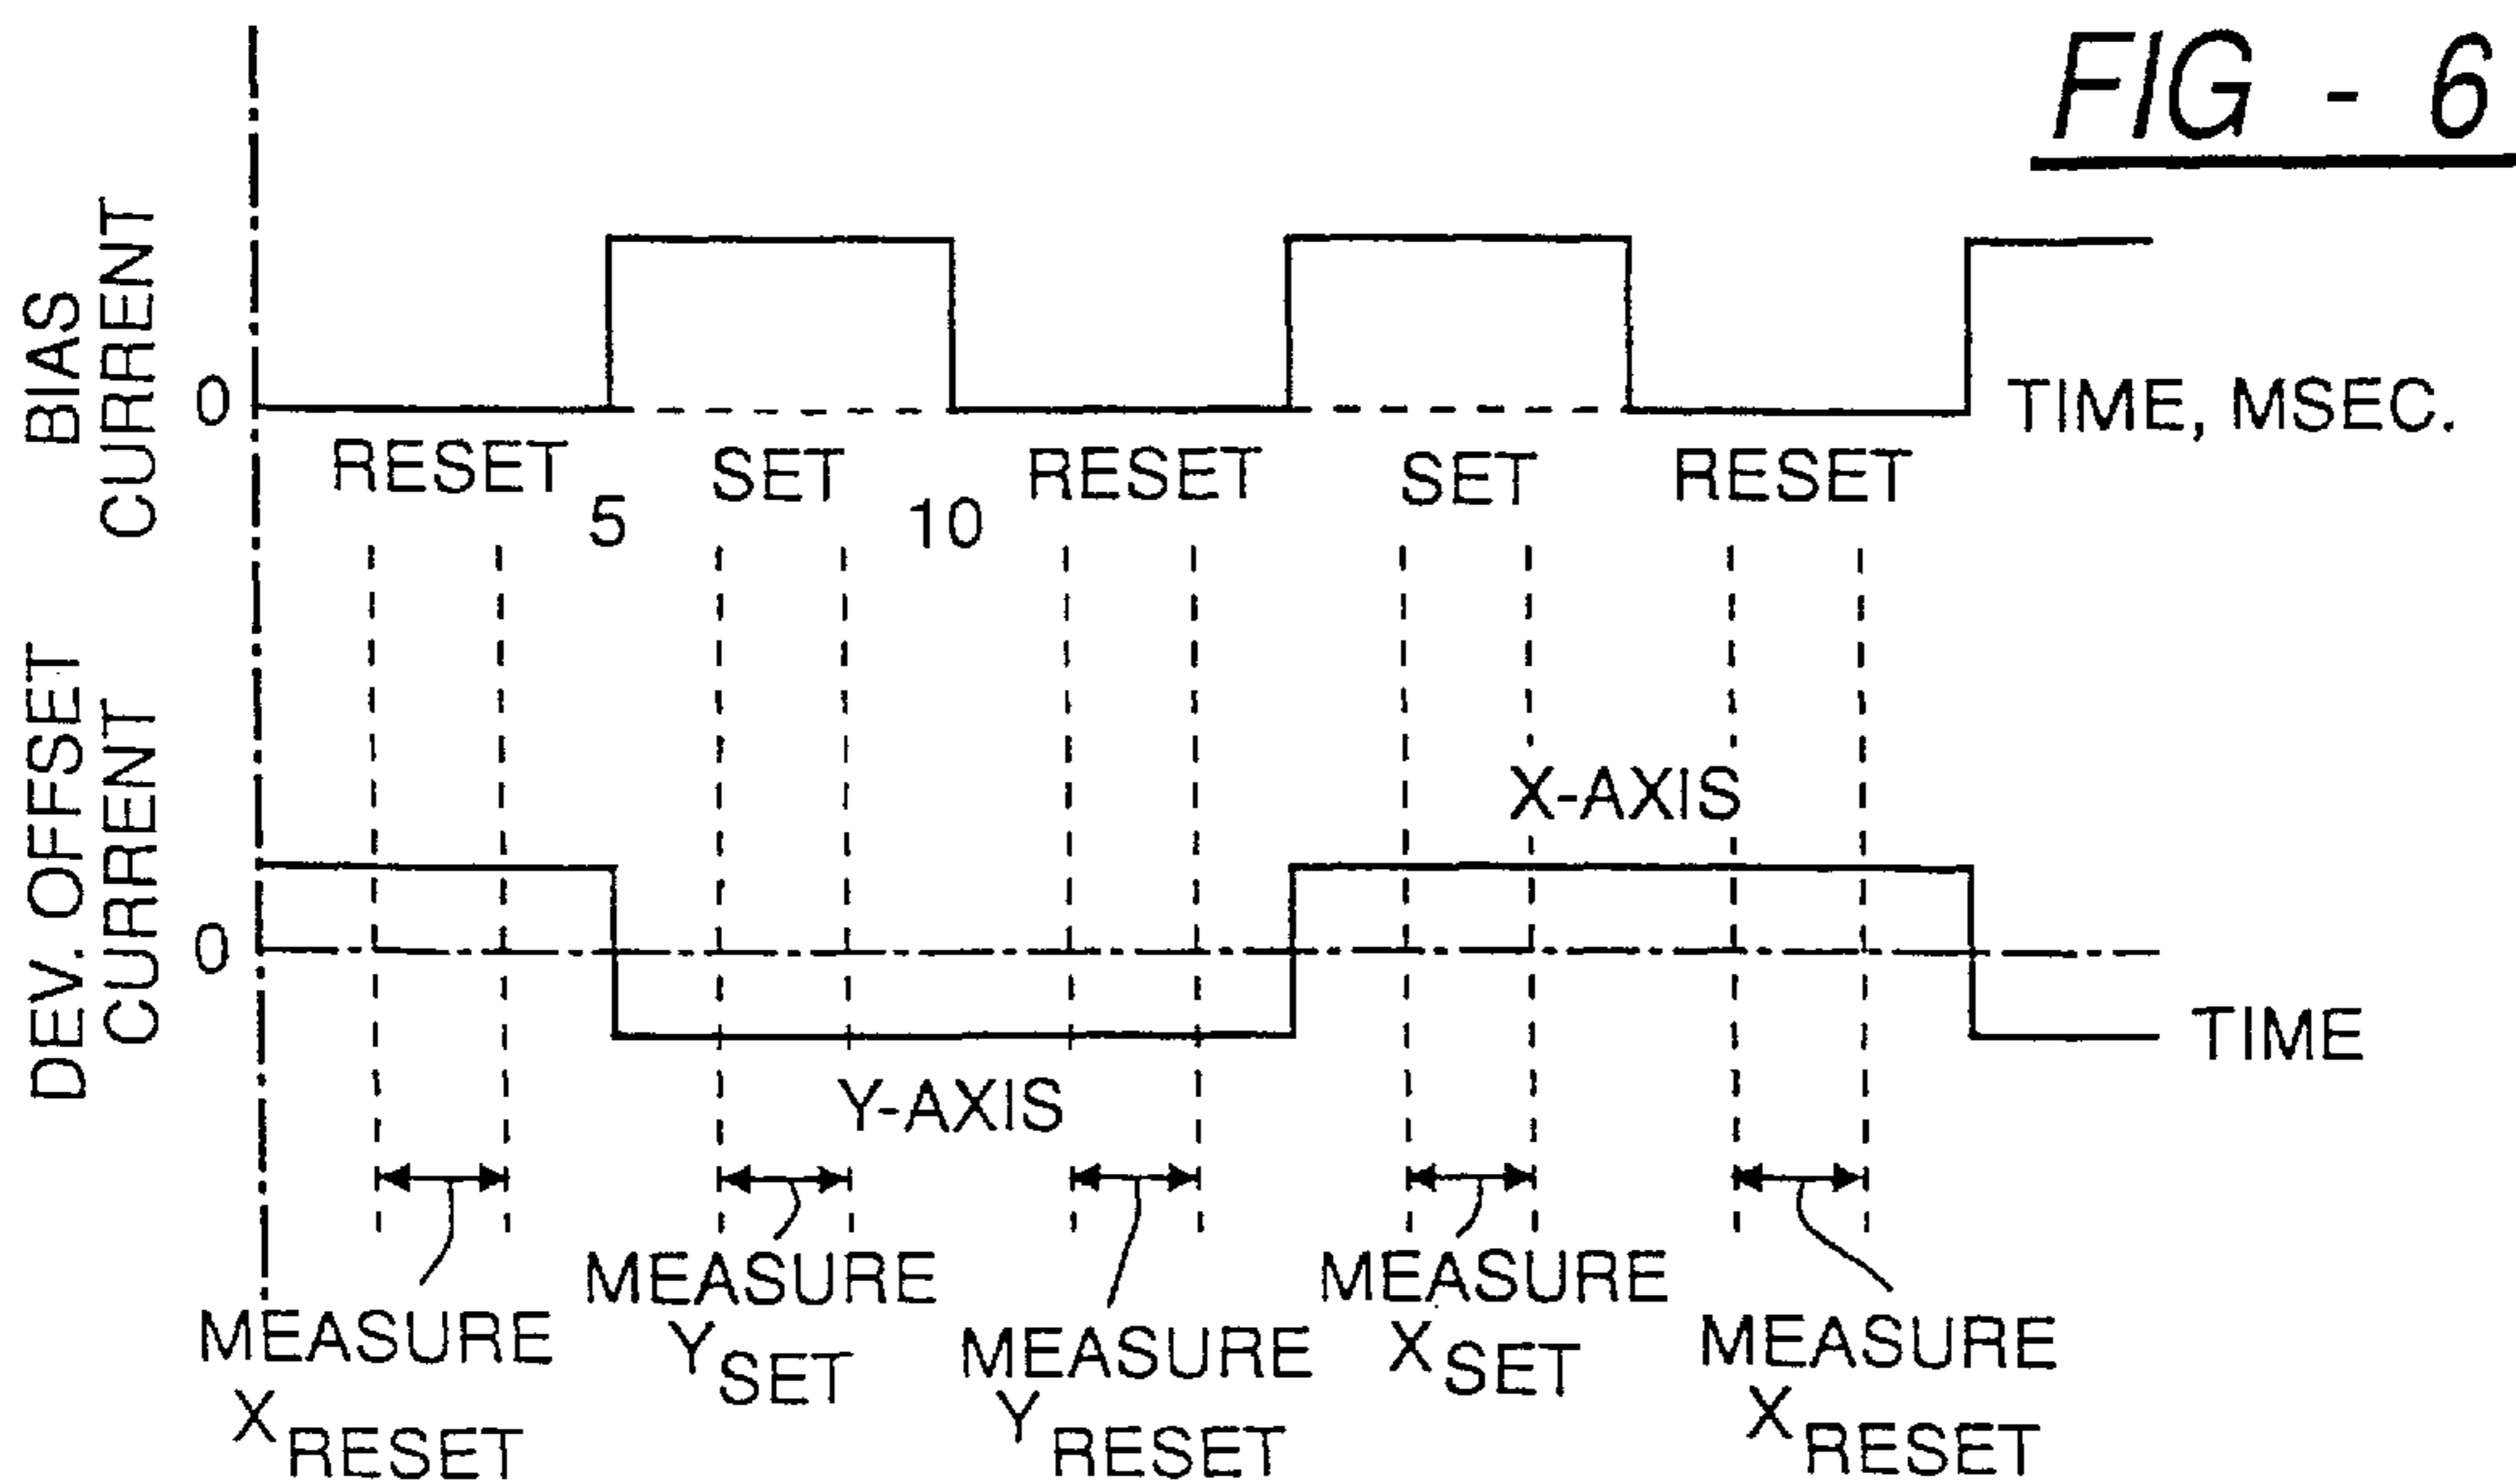 FIG - 6
BIAS
CURRENT
0
TIME, MSEC.
RESET
SET
RESET
SET
RESET
5
10
DEV. OFFSET
CURRENT
X-AXIS
0
TIME
Y-AXIS
MEASURE
X RESET
MEASURE
Y SET
MEASURE
Y RESET
MEASURE
X SET
MEASURE
X RESET